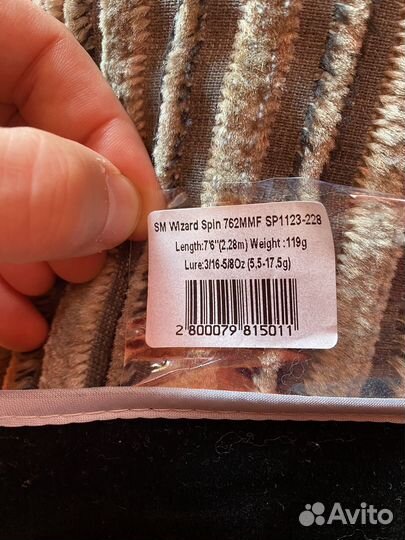 SM Wizard Spin 762MMF SP1123-228
Length:7'6''(2.28m) Weight :119g
Lure:3/16-5/8Oz (5.5-17.5g)
2 800079 815011
Avito